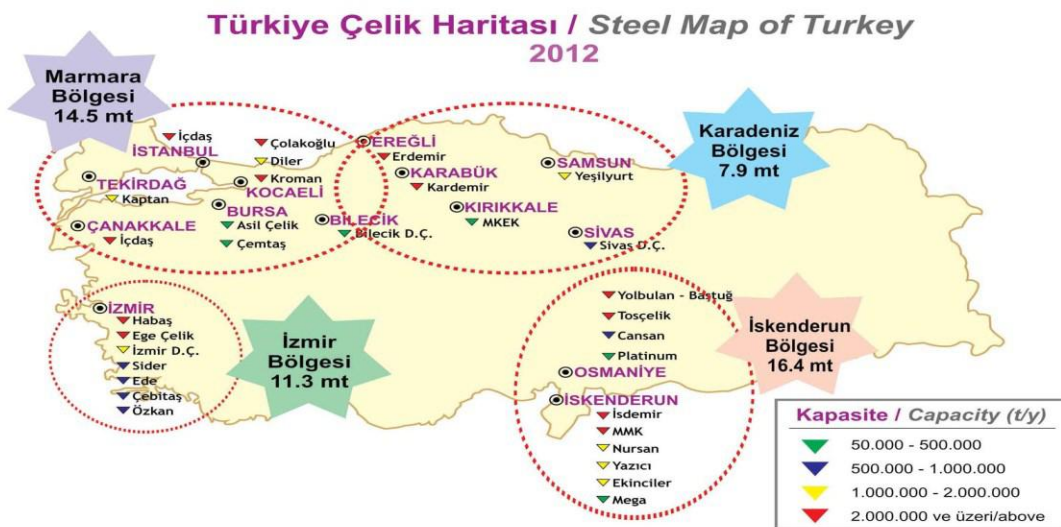 Türkiye Çelik Haritası / Steel Map of Turkey
2012
Marmara
Bölgesi
14.5 mt
İçdaş
İSTANBUL
Çolakoğlu
Diler
Kroman
KOCAELİ
TEKİRDAĞ
Kaptan
BURSA
Asil Çelik
Çemtaş
BİLECİK
Bilecik D.Ç.
ÇANAKKALE
İçdaş
EREĞLİ
Erdemir
KARABÜK
Kardemir
KIRIKKALE
MKEK
SAMSUN
Yeşilyurt
SİVAS
Sivas D.Ç.
Karadeniz
Bölgesi
7.9 mt
İZMİR
Habaş
Ege Çelik
İzmir D.Ç.
Sider
Ede
Çebitaş
Özkan
İzmir
Bölgesi
11.3 mt
Yolbulan - Baştuğ
Tosçelik
Cansan
Platinum
OSMANİYE
İSKENDERUN
İsdemir
MMK
Nursan
Yazıcı
Ekinciler
Mega
İskenderun
Bölgesi
16.4 mt
Kapasite / Capacity (t/y)
50.000 - 500.000
500.000 - 1.000.000
1.000.000 - 2.000.000
2.000.000 ve üzeri/above